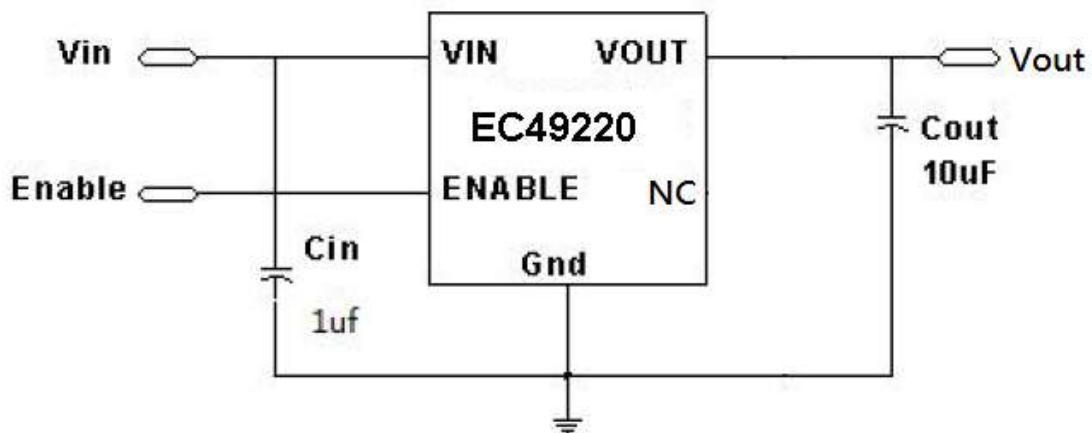 Vin
VIN
VOUT
Vout
EC49220
Cout
10uF
Enable
ENABLE
NC
Cin
1uf
Gnd